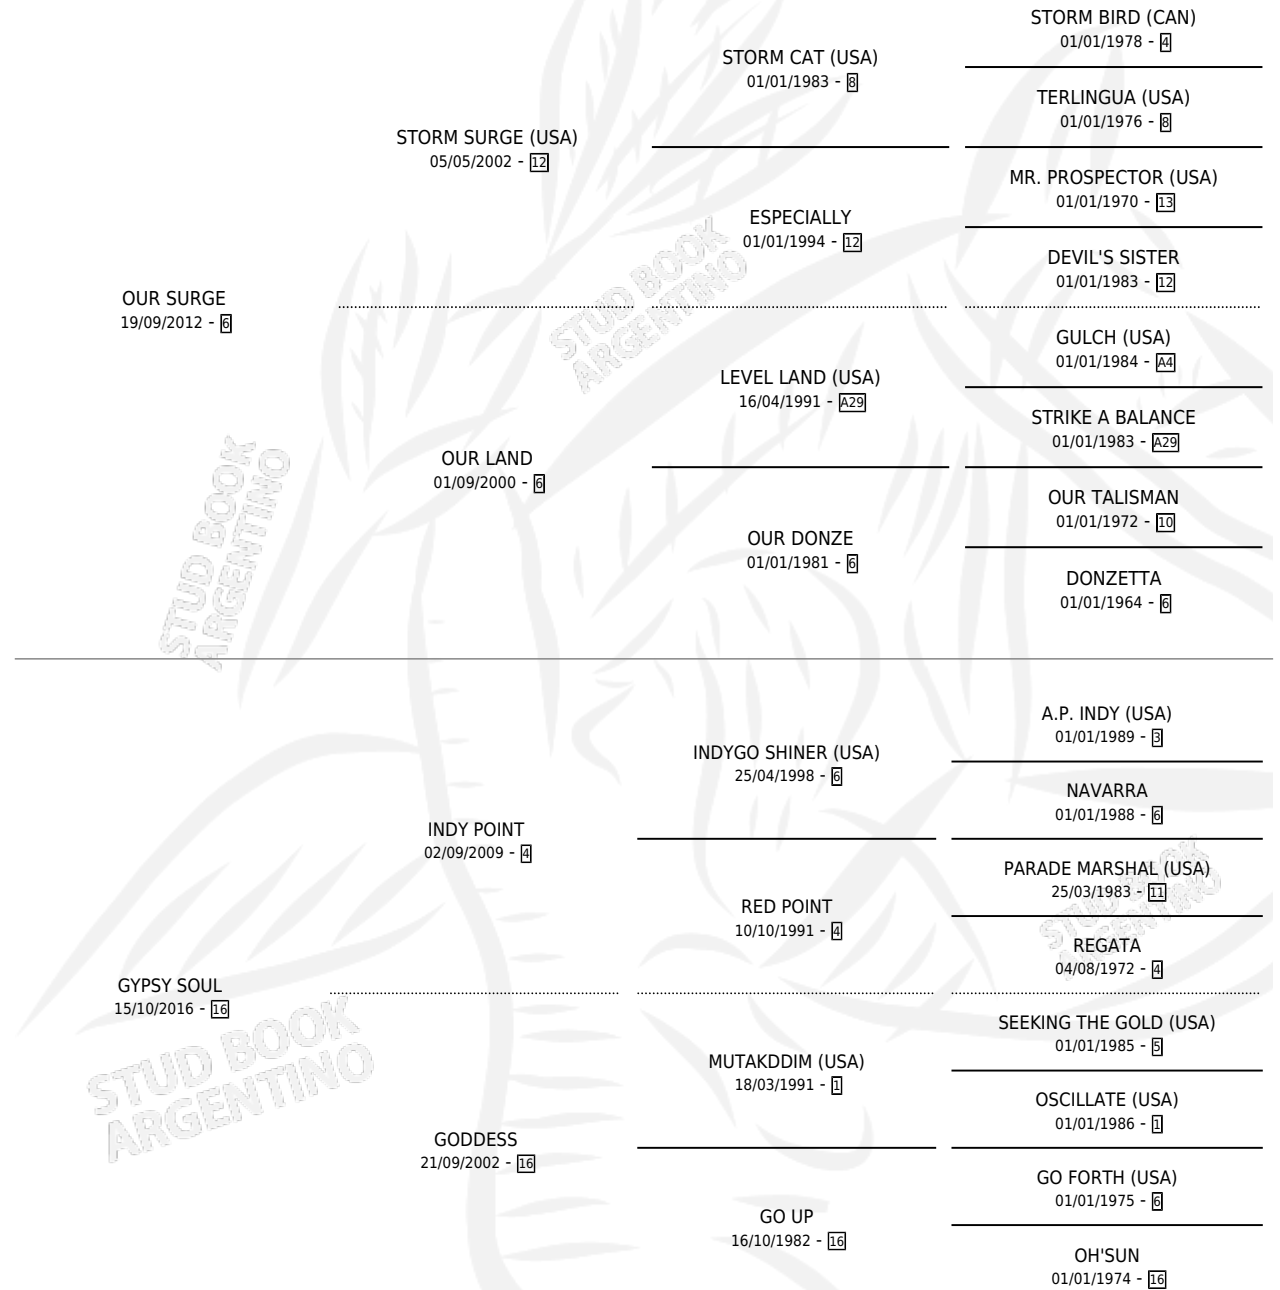 STORM BIRD (CAN)
01/01/1978 - 4
STORM CAT (USA)
01/01/1983 - 8
TERLINGUA (USA)
01/01/1976 - 8
STORM SURGE (USA)
05/05/2002 - 12
MR. PROSPECTOR (USA)
01/01/1970 - 13
ESPECIALLY
01/01/1994 - 12
DEVIL'S SISTER
01/01/1983 - 12
OUR SURGE
19/09/2012 - 6
GULCH (USA)
01/01/1984 - A4
LEVEL LAND (USA)
16/04/1991 - A29
STRIKE A BALANCE
01/01/1983 - A29
OUR LAND
01/09/2000 - 6
OUR TALISMAN
01/01/1972 - 10
OUR DONZE
01/01/1981 - 6
DONZETTA
01/01/1964 - 6
A.P. INDY (USA)
01/01/1989 - 3
INDYGO SHINER (USA)
25/04/1998 - 6
NAVARRA
01/01/1988 - 6
INDY POINT
02/09/2009 - 4
PARADE MARSHAL (USA)
25/03/1983 - 11
RED POINT
10/10/1991 - 4
REGATA
04/08/1972 - 4
GYPSY SOUL
15/10/2016 - 16
SEEKING THE GOLD (USA)
01/01/1985 - 5
MUTAKDDIM (USA)
18/03/1991 - 1
OSCILLATE (USA)
01/01/1986 - 1
GODDESS
21/09/2002 - 16
GO FORTH (USA)
01/01/1975 - 6
GO UP
16/10/1982 - 16
OH'SUN
01/01/1974 - 16
STUD BOOK
ARGENTINO
STUD BOOK
ARGENTINO
STUD BOOK
ARGENTINO
STUD BOOK
ARGENTINO